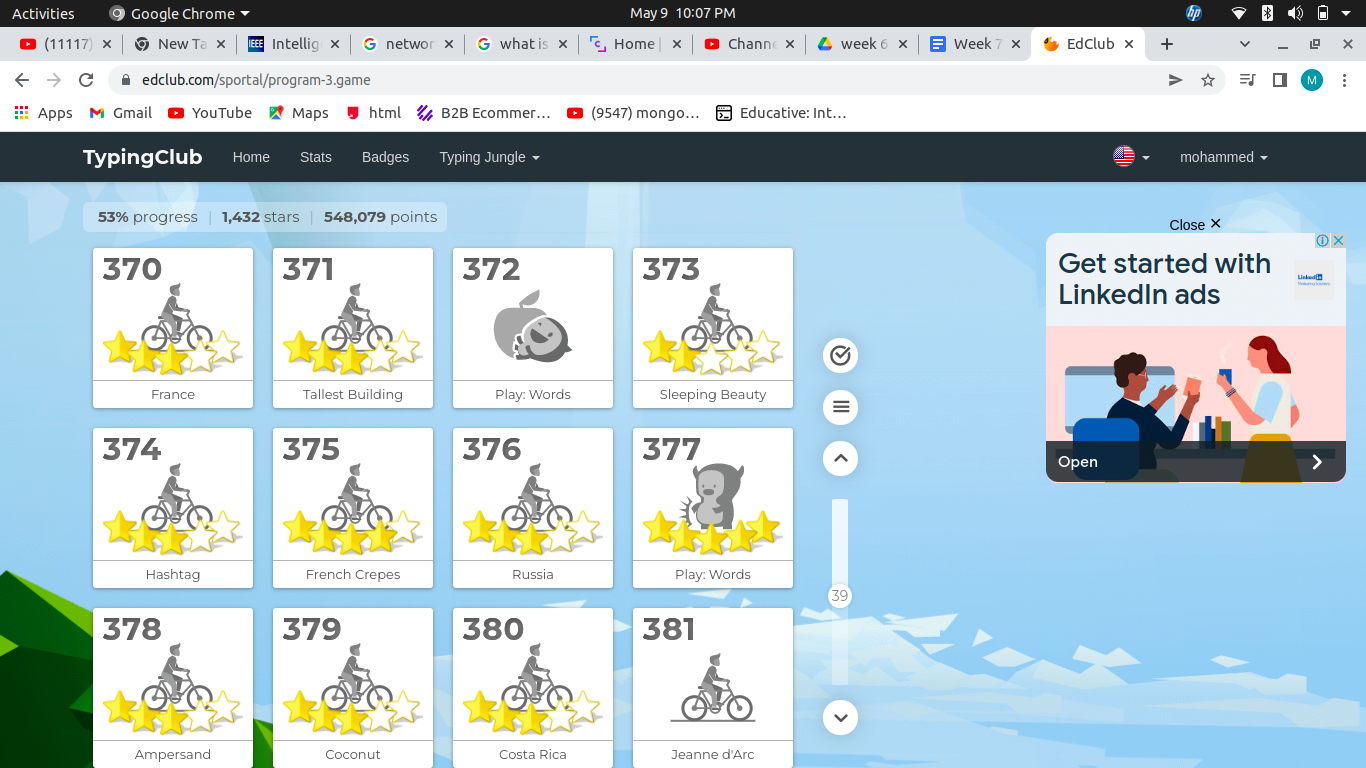 Activities Google Chrome May 9 10:07 PM hp
(11117) New Ta IEEE Intellig networ what is Home | Channe week 6 Week 7 EdClub
edclub.com/sportal/program-3.game M
Apps Gmail YouTube Maps html B2B Ecommer... (9547) mongo... Educative: Int...
TypingClub Home Stats Badges Typing Jungle mohammed
53% progress | 1,432 stars | 548,079 points
Close ×
370 371 372 373
France Tallest Building Play: Words Sleeping Beauty
Get started with
LinkedIn ads
LinkedIn
Open
374 375 376 377
Hashtag French Crepes Russia Play: Words
39
378 379 380 381
Ampersand Coconut Costa Rica Jeanne d'Arc